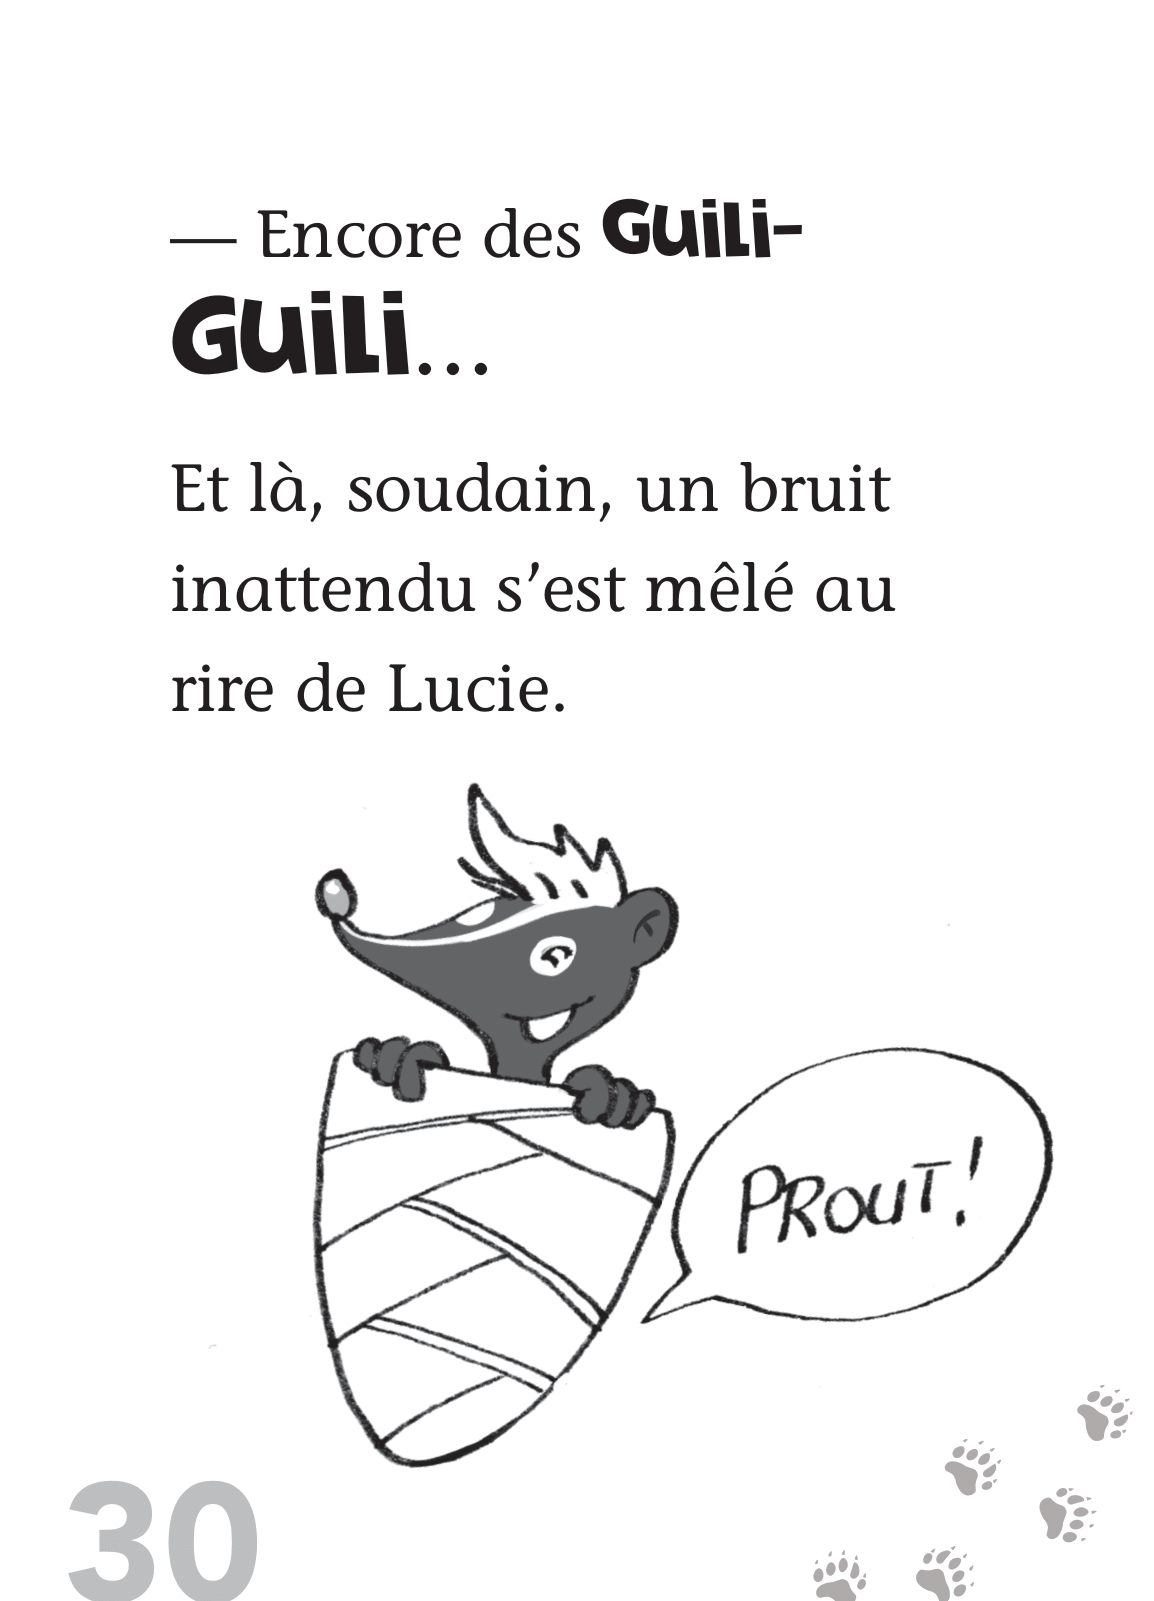 — Encore des Guili-
Guili...
Et là, soudain, un bruit
inattendu s’est mêlé au
rire de Lucie.
PROUT!
30